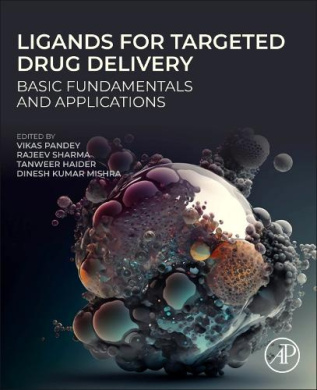 LIGANDS FOR TARGETED
DRUG DELIVERY
BASIC FUNDAMENTALS
AND APPLICATIONS
EDITED BY
VIKAS PANDEY
RAJEEV SHARMA
TANWEER HAIDER
DINESH KUMAR MISHRA
AP